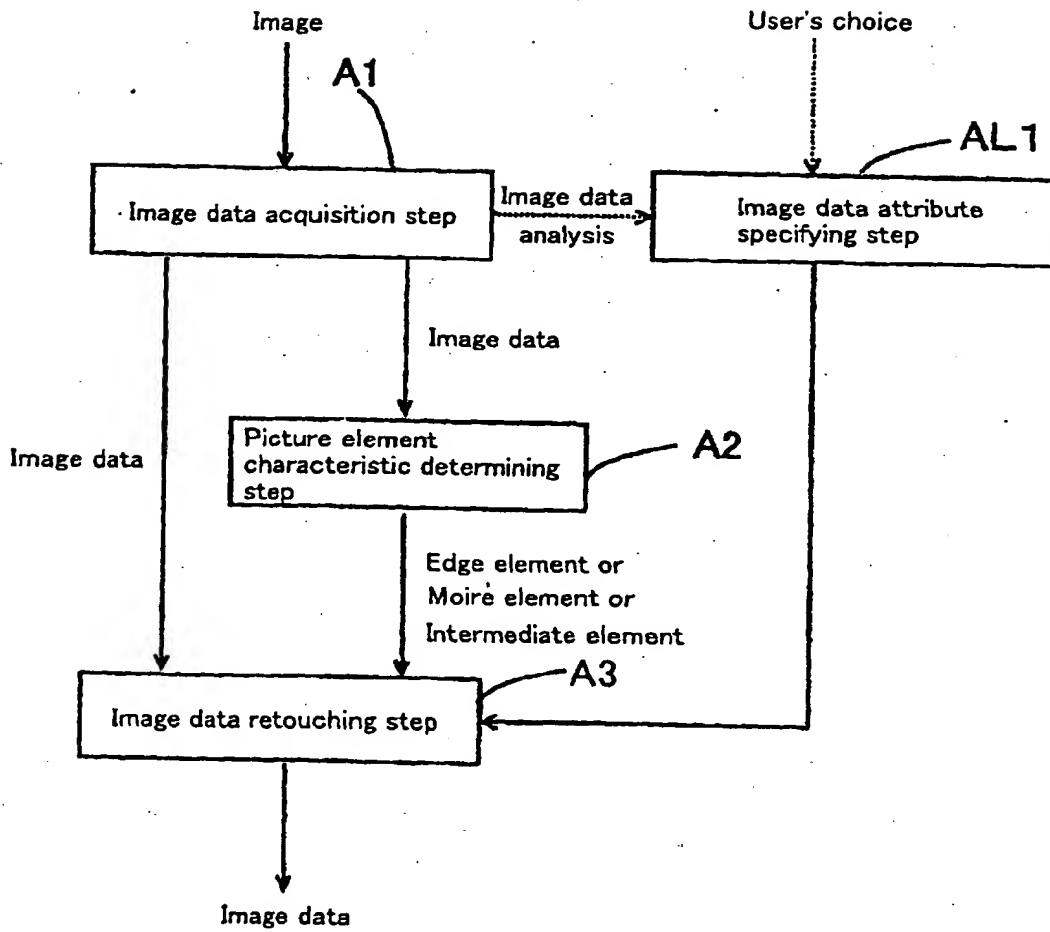 Image
User's choice
A1
AL1
Image data acquisition step
Image data
analysis
Image data attribute
specifying step
Image data
Image data
Picture element
characteristic determining
step
A2
Edge element or
Moiré element or
Intermediate element
A3
Image data retouching step
Image data